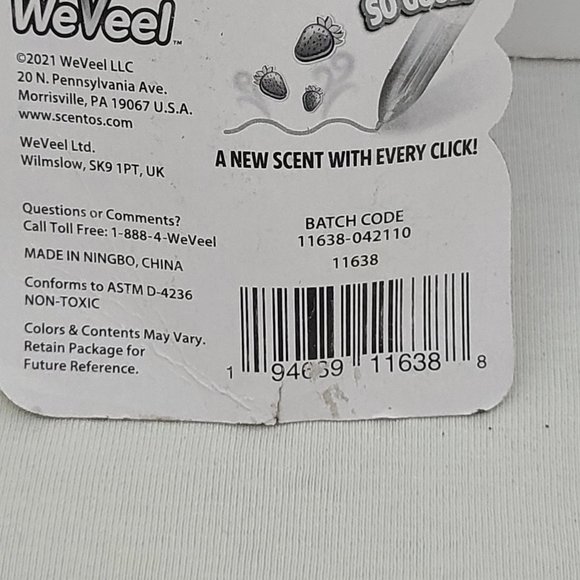 WeVeel™
©2021 WeVeel LLC
20 N. Pennsylvania Ave.
Morrisville, PA 19067 U.S.A.
www.scentos.com
WeVeel Ltd.
Wilmslow, SK9 1PT, UK
Questions or Comments?
Call Toll Free: 1-888-4-WeVeel
MADE IN NINGBO, CHINA
Conforms to ASTM D-4236
NON-TOXIC
Colors & Contents May Vary.
Retain Package for
Future Reference.
SO
A NEW SCENT WITH EVERY CLICK!
BATCH CODE
11638-042110
11638
1 94639 11638 8